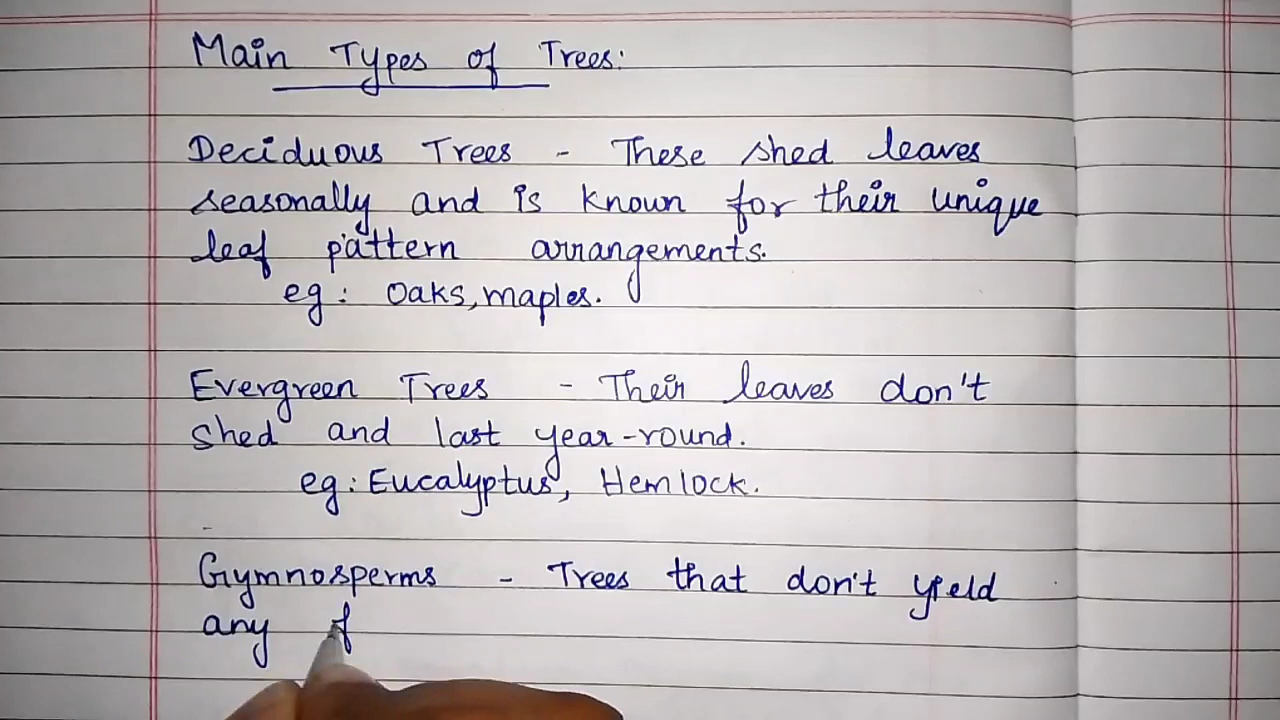 Main Types of Trees:
Deciduous Trees - These shed leaves
seasonally and is known for their unique
leaf pattern arrangements.
eg: Oaks, maples.
Evergreen Trees - Their leaves don't
shed and last year-round.
eg: Eucalyptus, Hemlock.
Gymnosperms - Trees that don't yield
any f